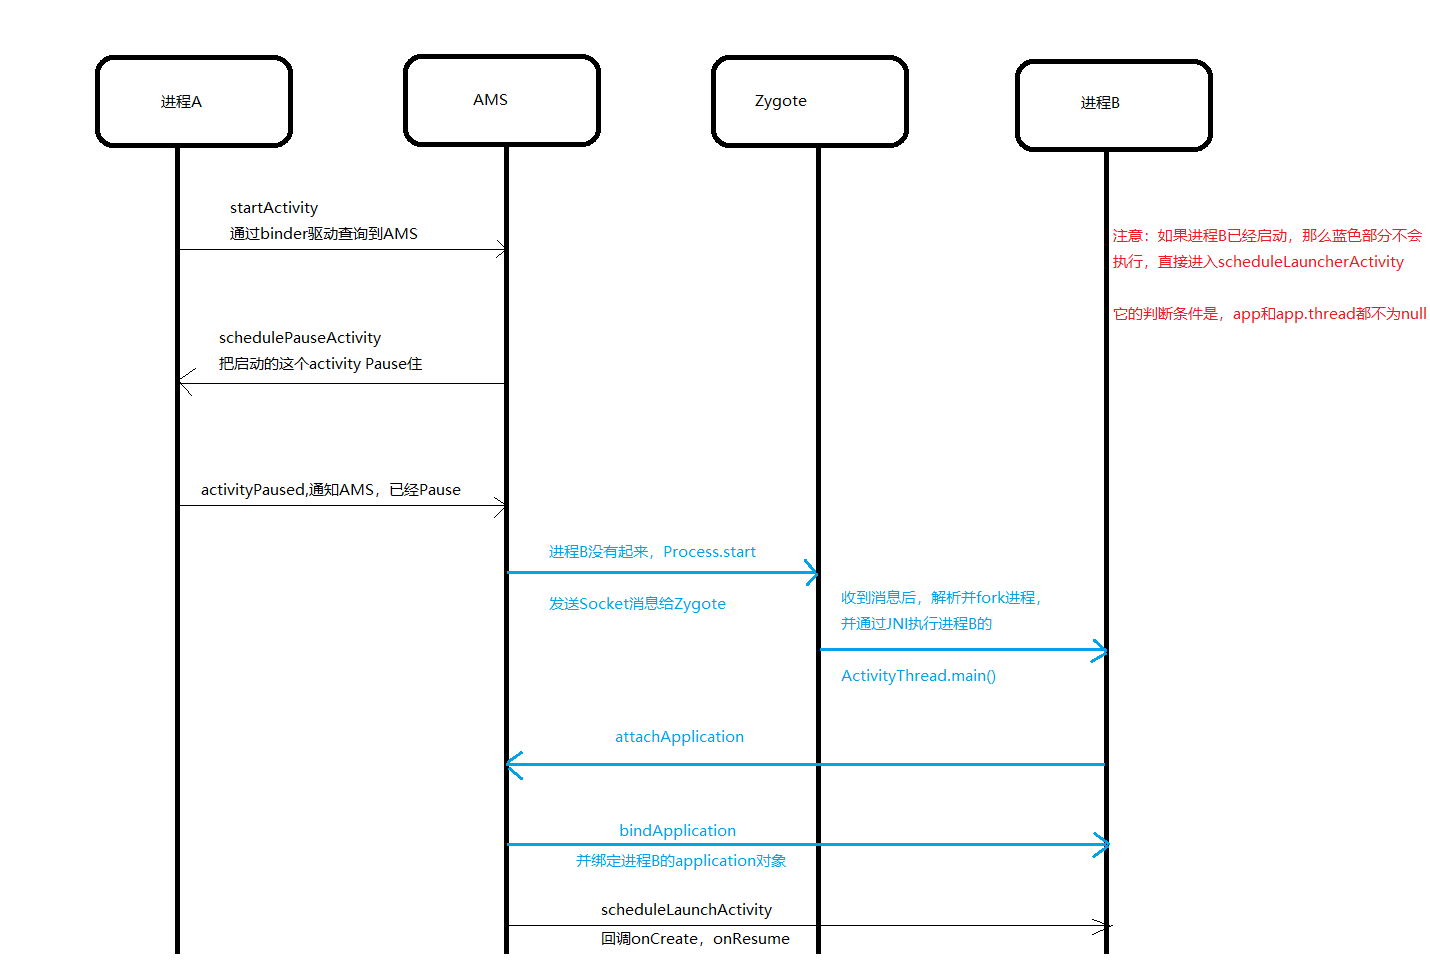 进程A
AMS
Zygote
进程B
startActivity
通过binder驱动查询到AMS
注意：如果进程B已经启动，那么蓝色部分不会
执行，直接进入scheduleLauncherActivity
它的判断条件是，app和app.thread都不为null
schedulePauseActivity
把启动的这个activity Pause住
activityPaused,通知AMS，已经Pause
进程B没有起来，Process.start
发送Socket消息给Zygote
收到消息后，解析并fork进程，
并通过JNI执行进程B的
ActivityThread.main()
attachApplication
bindApplication
并绑定进程B的application对象
scheduleLaunchActivity
回调onCreate，onResume